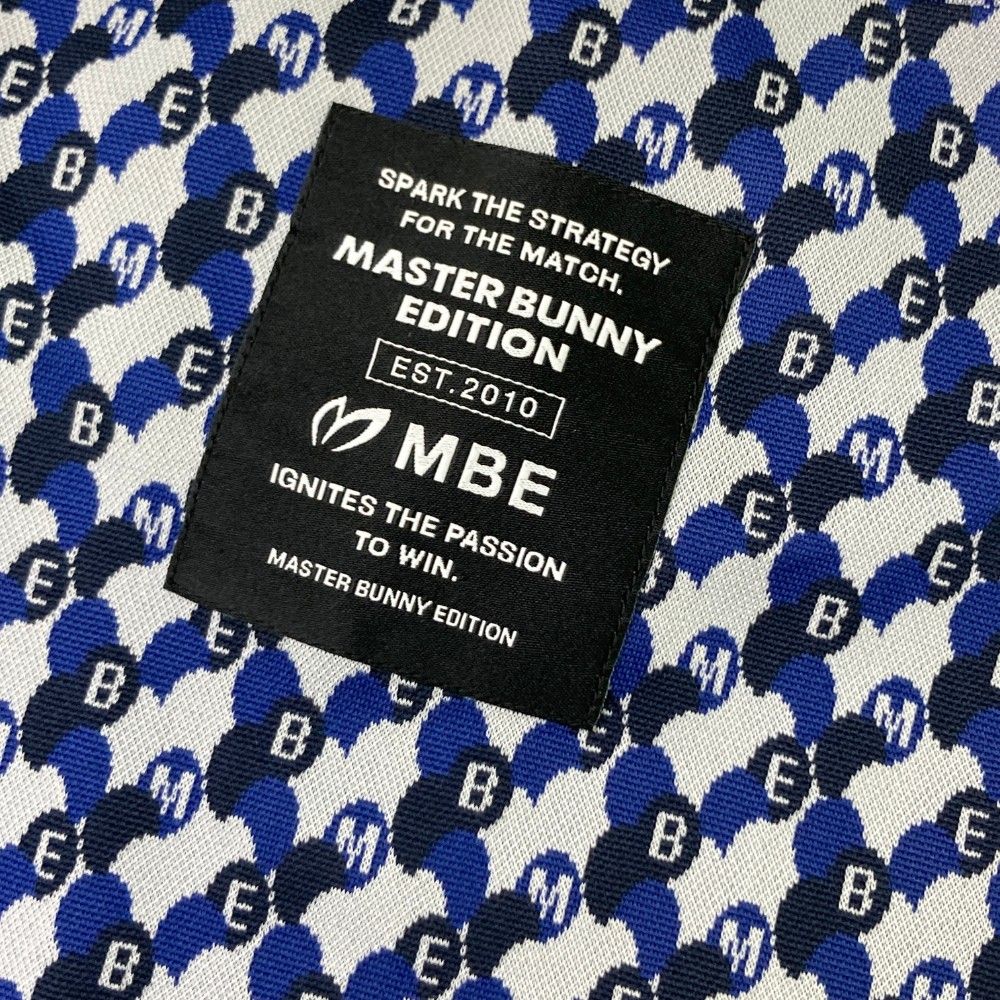 SPARK THE STRATEGY
FOR THE MATCH.
MASTER BUNNY
EDITION
EST.2010
MBE
IGNITES THE PASSION
TO WIN.
MASTER BUNNY EDITION